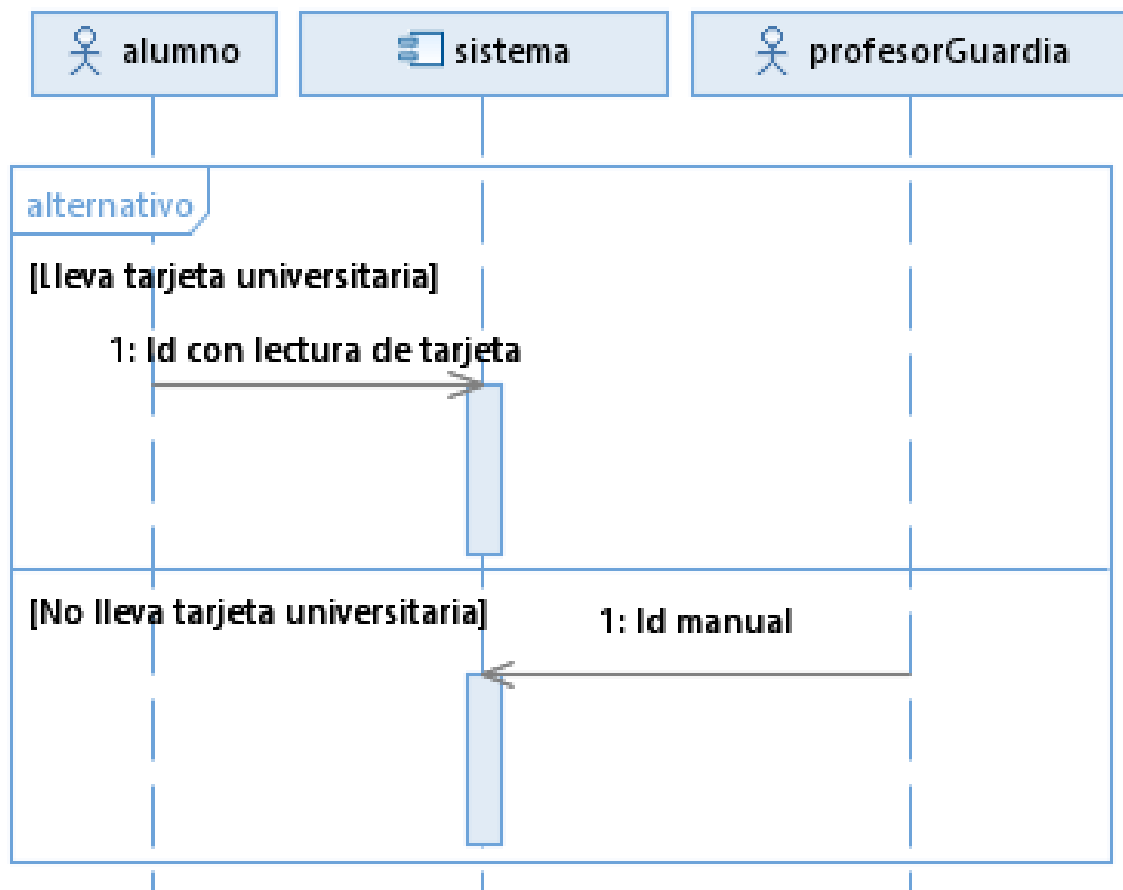 alumno
sistema
profesorGuardia
alternativo
[Lleva tarjeta universitaria]
1: Id con lectura de tarjeta
[No lleva tarjeta universitaria]
1: Id manual